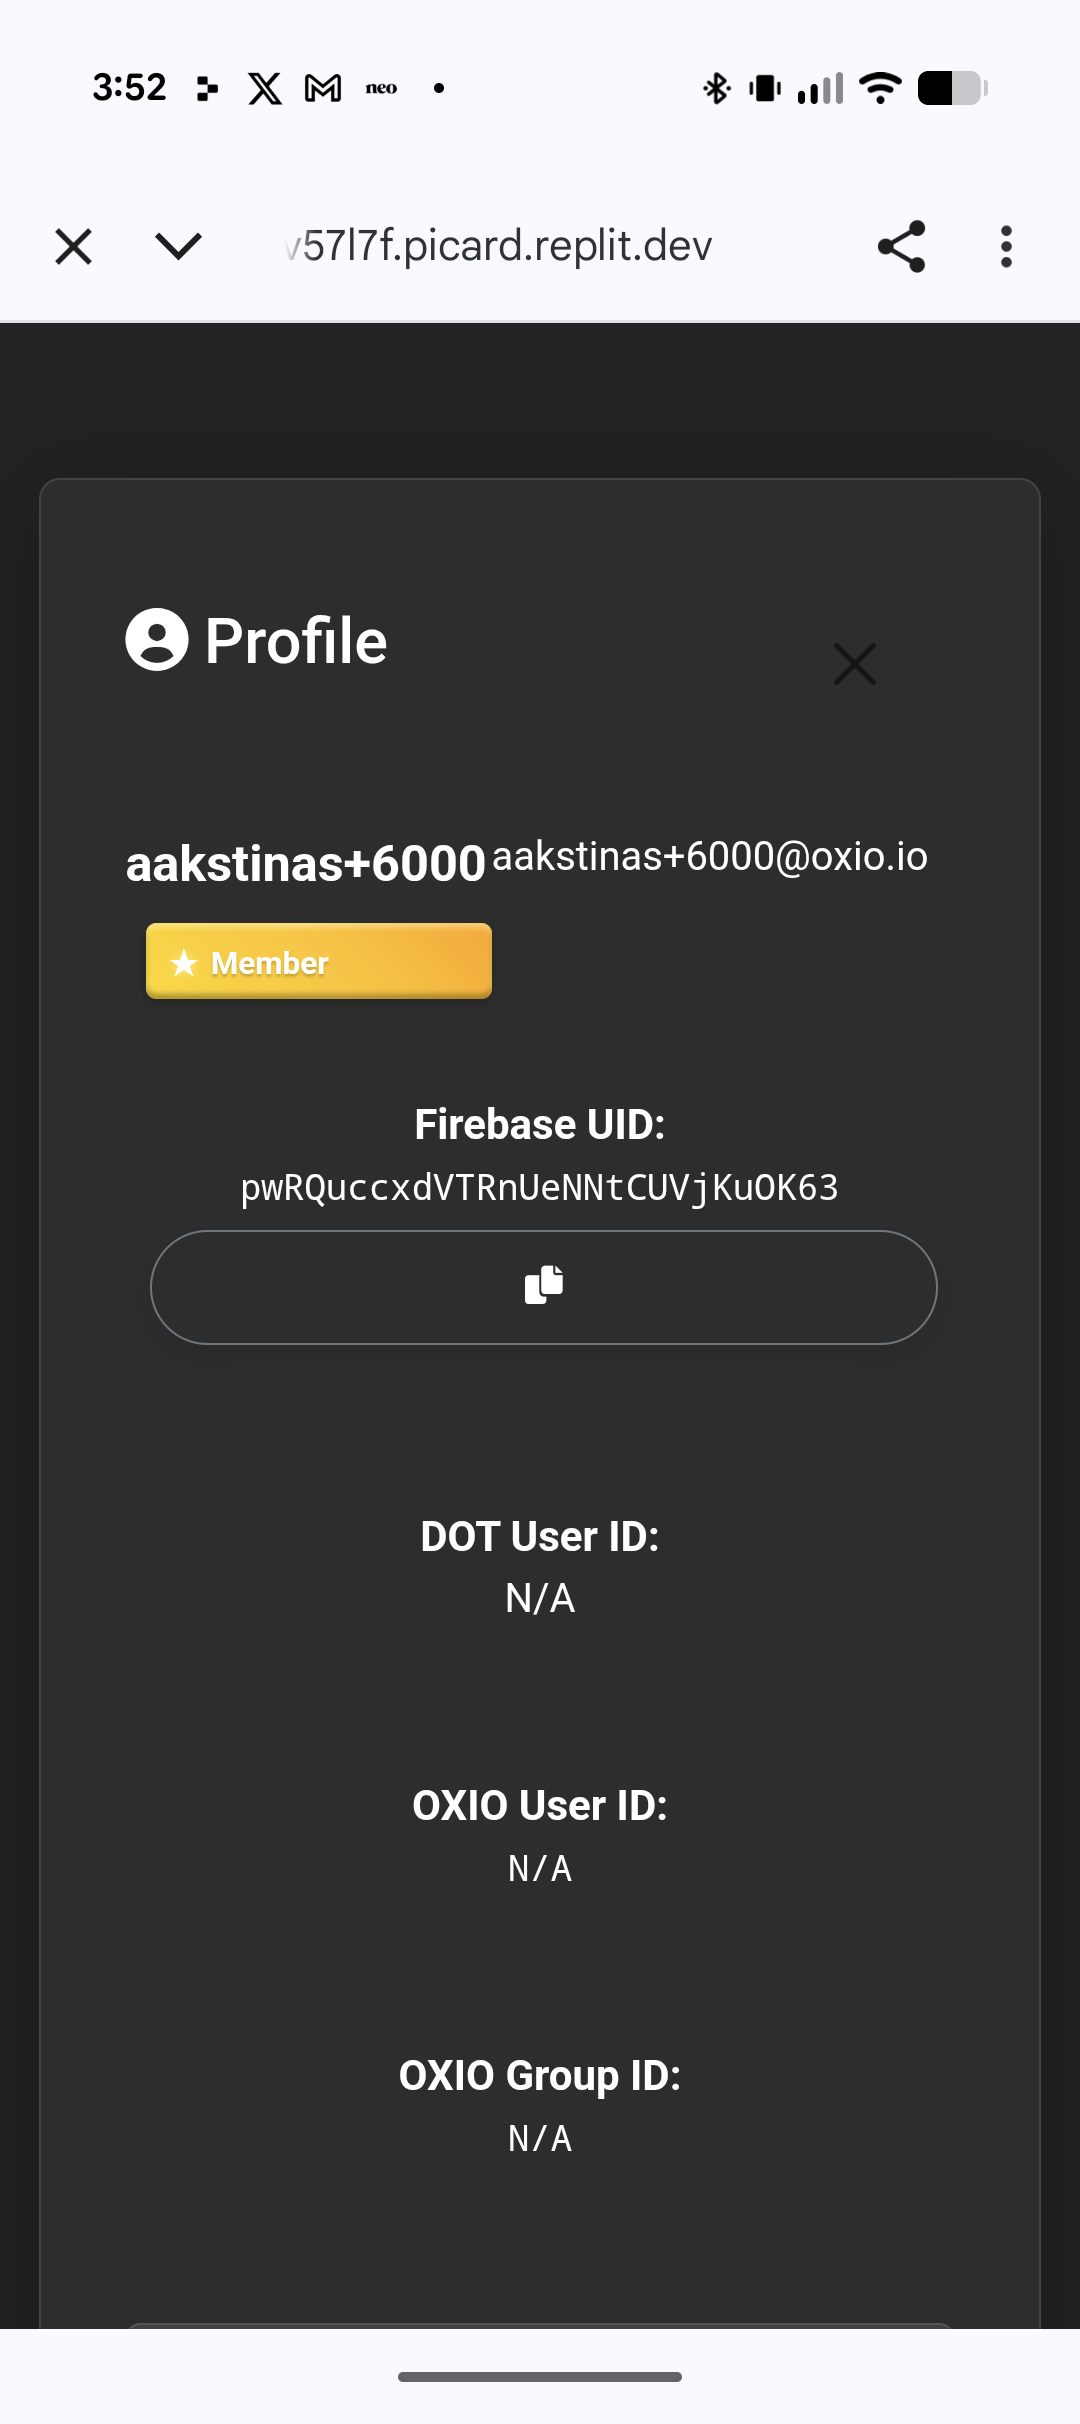 3:52 neo
v57l7f.picard.replit.dev
Profile
aakstinas+6000 aakstinas+6000@oxio.io
Member
Firebase UID:
pwRQuccxdVTRnUeNNtCUVjKuOK63
DOT User ID:
N/A
OXIO User ID:
N/A
OXIO Group ID:
N/A